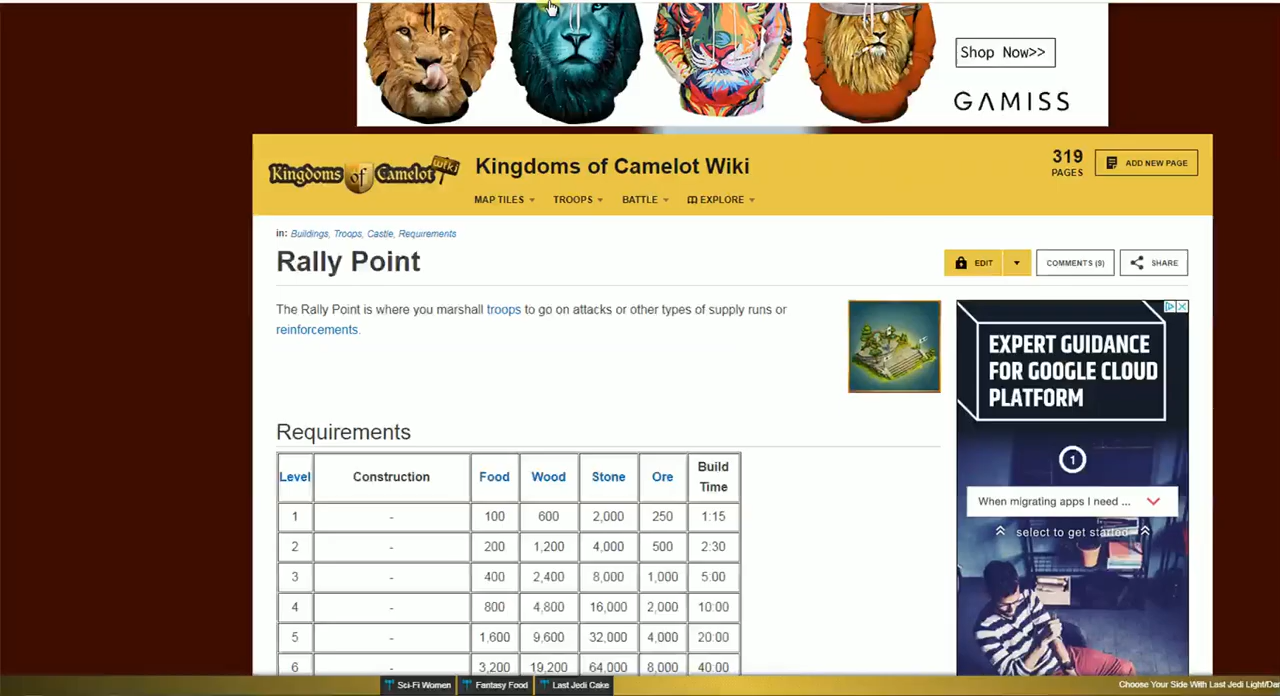 Shop Now>>
GAMISS
Kingdoms of Camelot wiki
Kingdoms of Camelot Wiki
319
PAGES
ADD NEW PAGE
MAP TILES
TROOPS
BATTLE
EXPLORE
in: Buildings, Troops, Castle, Requirements
Rally Point
EDIT
COMMENTS (9)
SHARE
The Rally Point is where you marshall troops to go on attacks or other types of supply runs or
reinforcements.
EXPERT GUIDANCE
FOR GOOGLE CLOUD
PLATFORM
1
When migrating apps I need ...
select to get started
Requirements
Level Construction Food Wood Stone Ore Build Time
1 - 100 600 2,000 250 1:15
2 - 200 1,200 4,000 500 2:30
3 - 400 2,400 8,000 1,000 5:00
4 - 800 4,800 16,000 2,000 10:00
5 - 1,600 9,600 32,000 4,000 20:00
6 - 3,200 19,200 64,000 8,000 40:00
Sci-Fi Women
Fantasy Food
Last Jedi Cake
Choose Your Side With Last Jedi Light/Dar